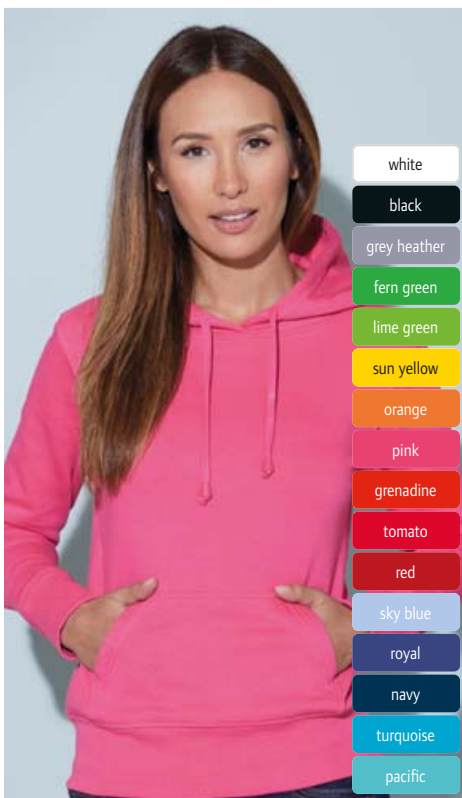 white
black
grey heather
fern green
lime green
sun yellow
orange
pink
grenadine
tomato
red
sky blue
royal
navy
turquoise
pacific